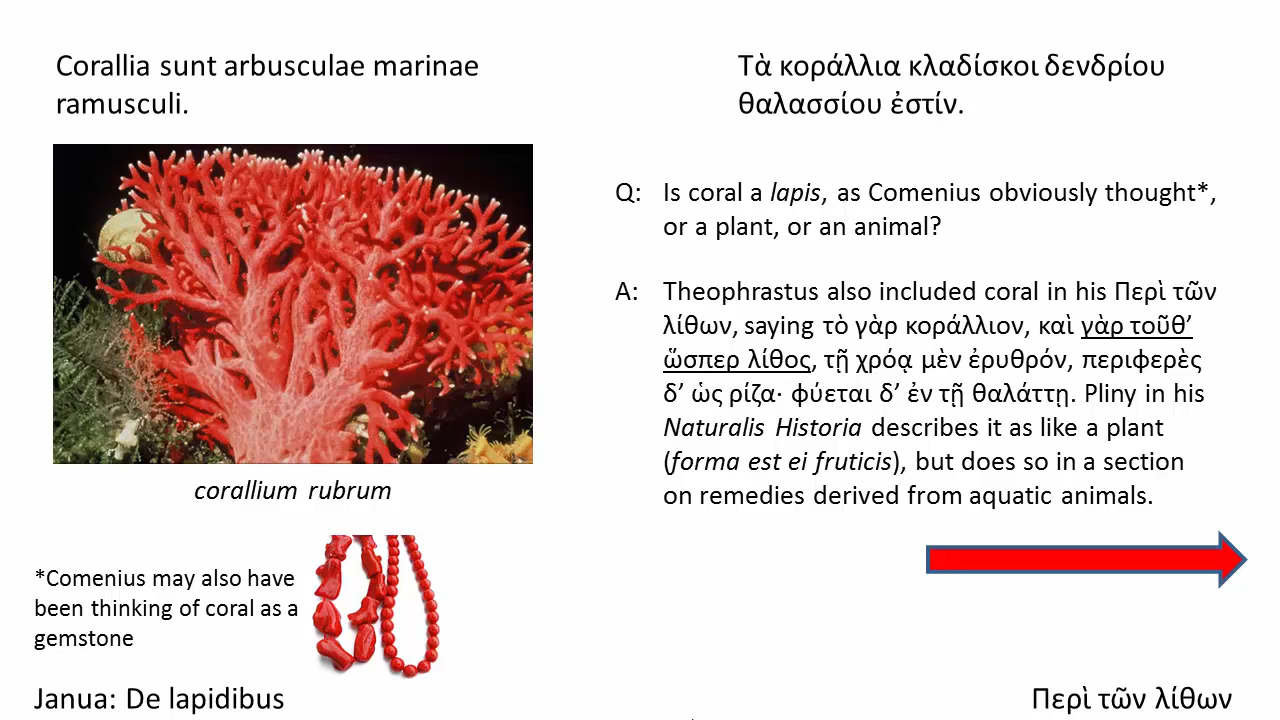 Corallia sunt arbusculae marinae
ramusculi.
Τὰ κοράλλια κλαδίσκοι δενδρίου
θαλασσίου ἐστίν.
Q: Is coral a lapis, as Comenius obviously thought*,
or a plant, or an animal?
A: Theophrastus also included coral in his Περὶ τῶν
λίθων, saying τὸ γὰρ κοράλλιον, καὶ γὰρ τοῦθ’
ὥσπερ λίθος, τῇ χρόᾳ μὲν ἐρυθρόν, περιφερὲς
δ’ ὡς ρίζα· φύεται δ’ ἐν τῇ θαλάττῃ. Pliny in his
Naturalis Historia describes it as like a plant
(forma est ei fruticis), but does so in a section
on remedies derived from aquatic animals.
corallium rubrum
*Comenius may also have
been thinking of coral as a
gemstone
Janua: De lapidibus
Περὶ τῶν λίθων